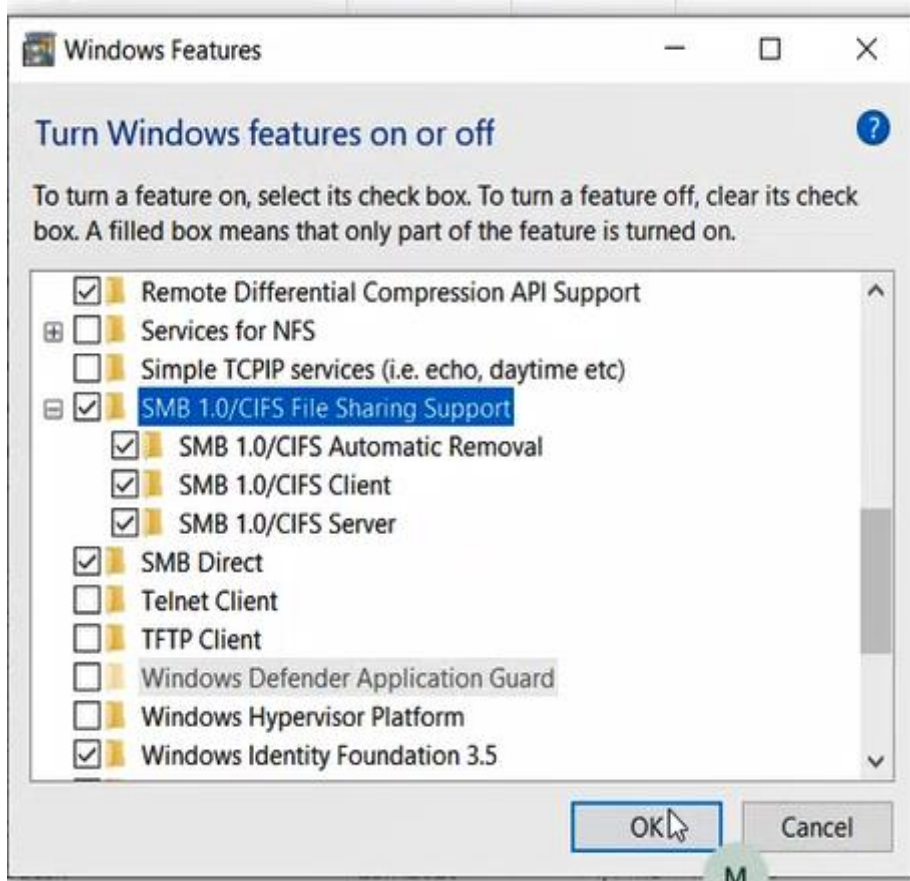 Windows Features
Turn Windows features on or off
?
To turn a feature on, select its check box. To turn a feature off, clear its check
box. A filled box means that only part of the feature is turned on.
Remote Differential Compression API Support
Services for NFS
Simple TCPIP services (i.e. echo, daytime etc)
SMB 1.0/CIFS File Sharing Support
SMB 1.0/CIFS Automatic Removal
SMB 1.0/CIFS Client
SMB 1.0/CIFS Server
SMB Direct
Telnet Client
TFTP Client
Windows Defender Application Guard
Windows Hypervisor Platform
Windows Identity Foundation 3.5
OK Cancel
M